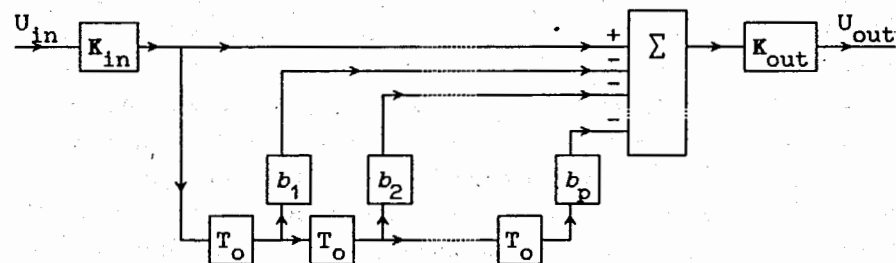 U_in K_in + Σ K_out U_out
-
-
-
b_1 b_2 b_p
T_o T_o T_o